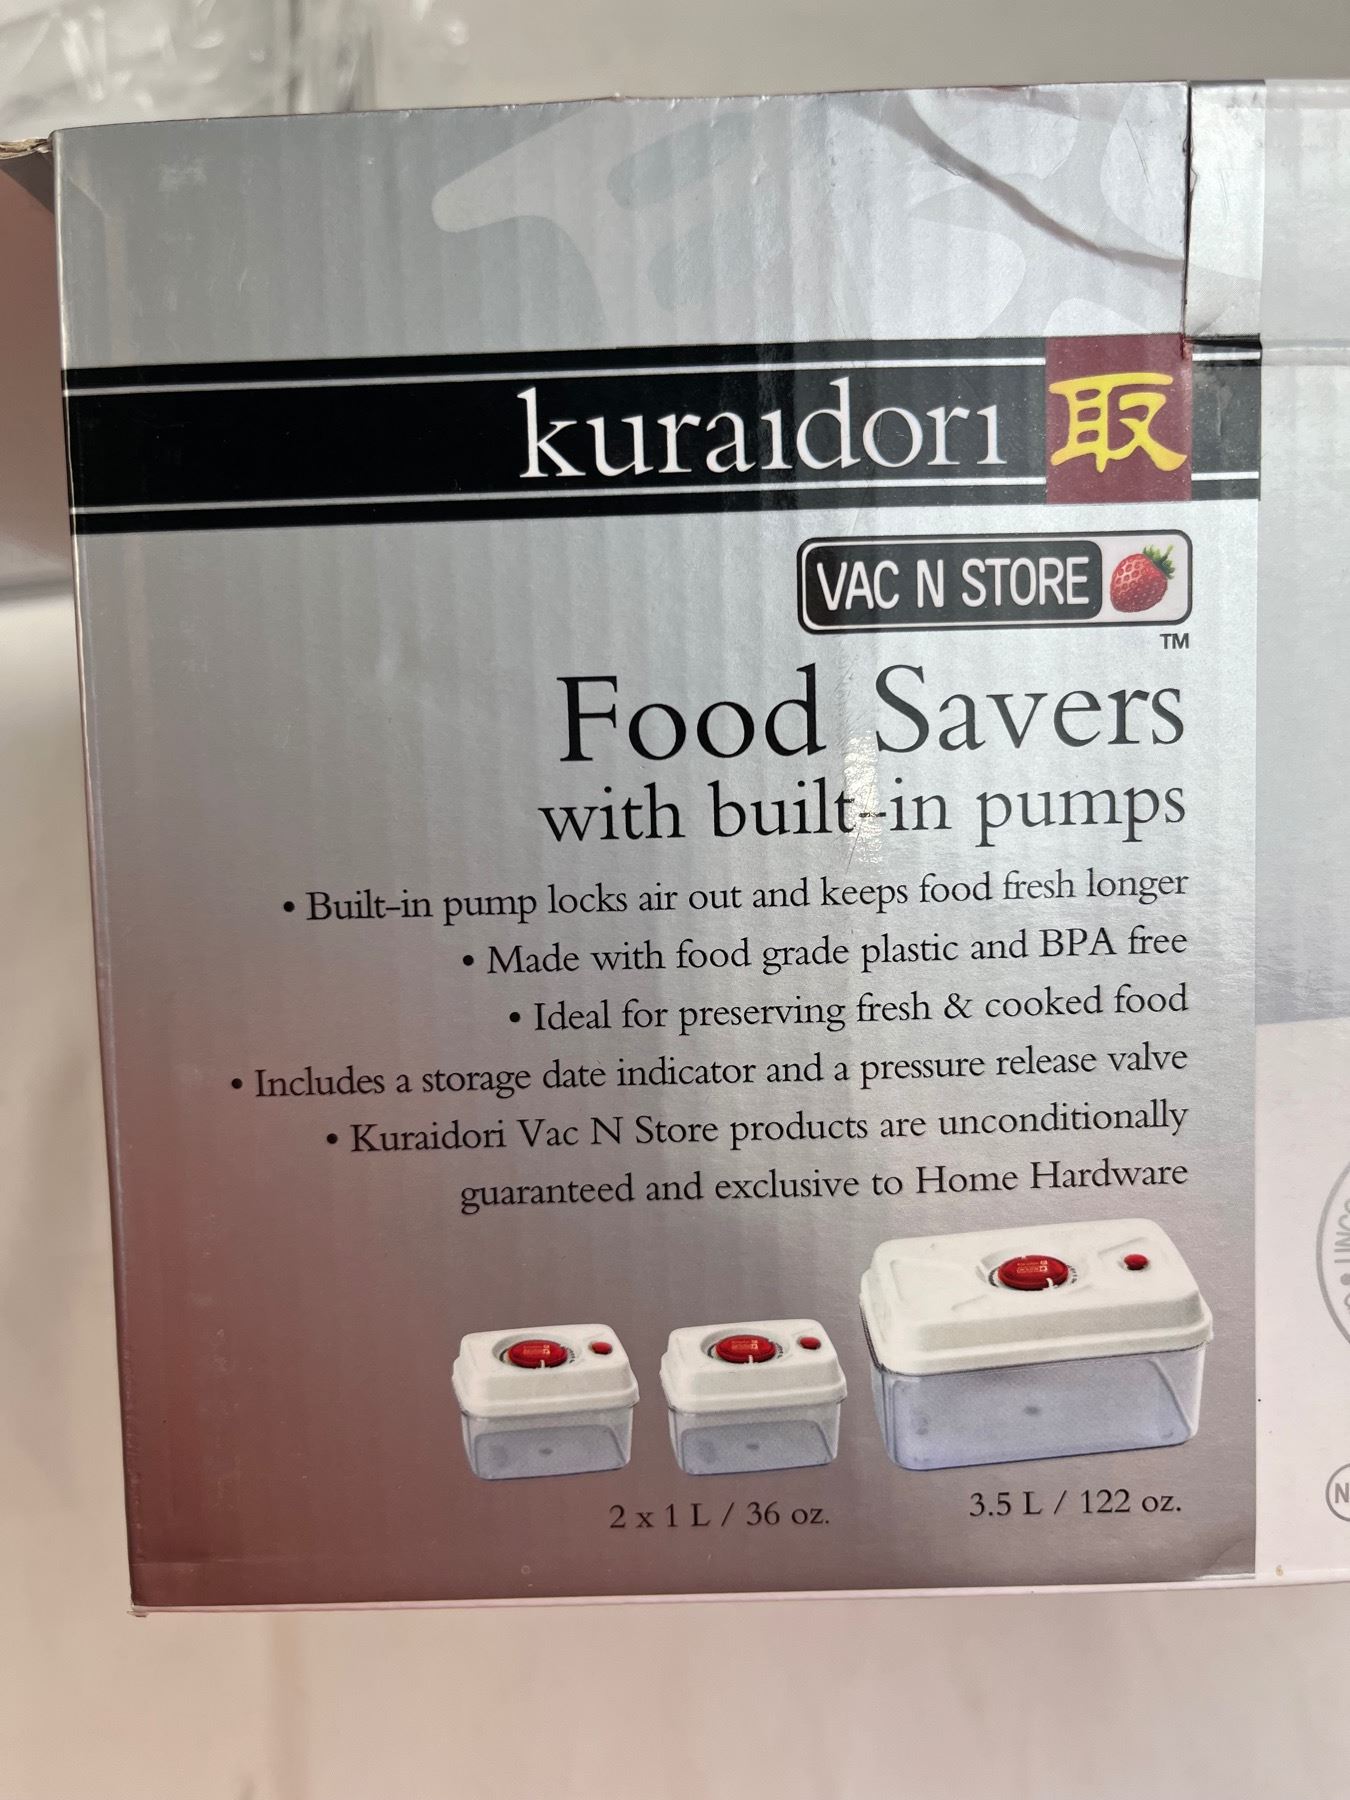 kuraidori 取
VAC N STORE
TM
Food Savers
with built-in pumps
• Built-in pump locks air out and keeps food fresh longer
• Made with food grade plastic and BPA free
• Ideal for preserving fresh & cooked food
• Includes a storage date indicator and a pressure release valve
• Kuraidori Vac N Store products are unconditionally
guaranteed and exclusive to Home Hardware
2 x 1 L / 36 oz.
3.5 L / 122 oz.